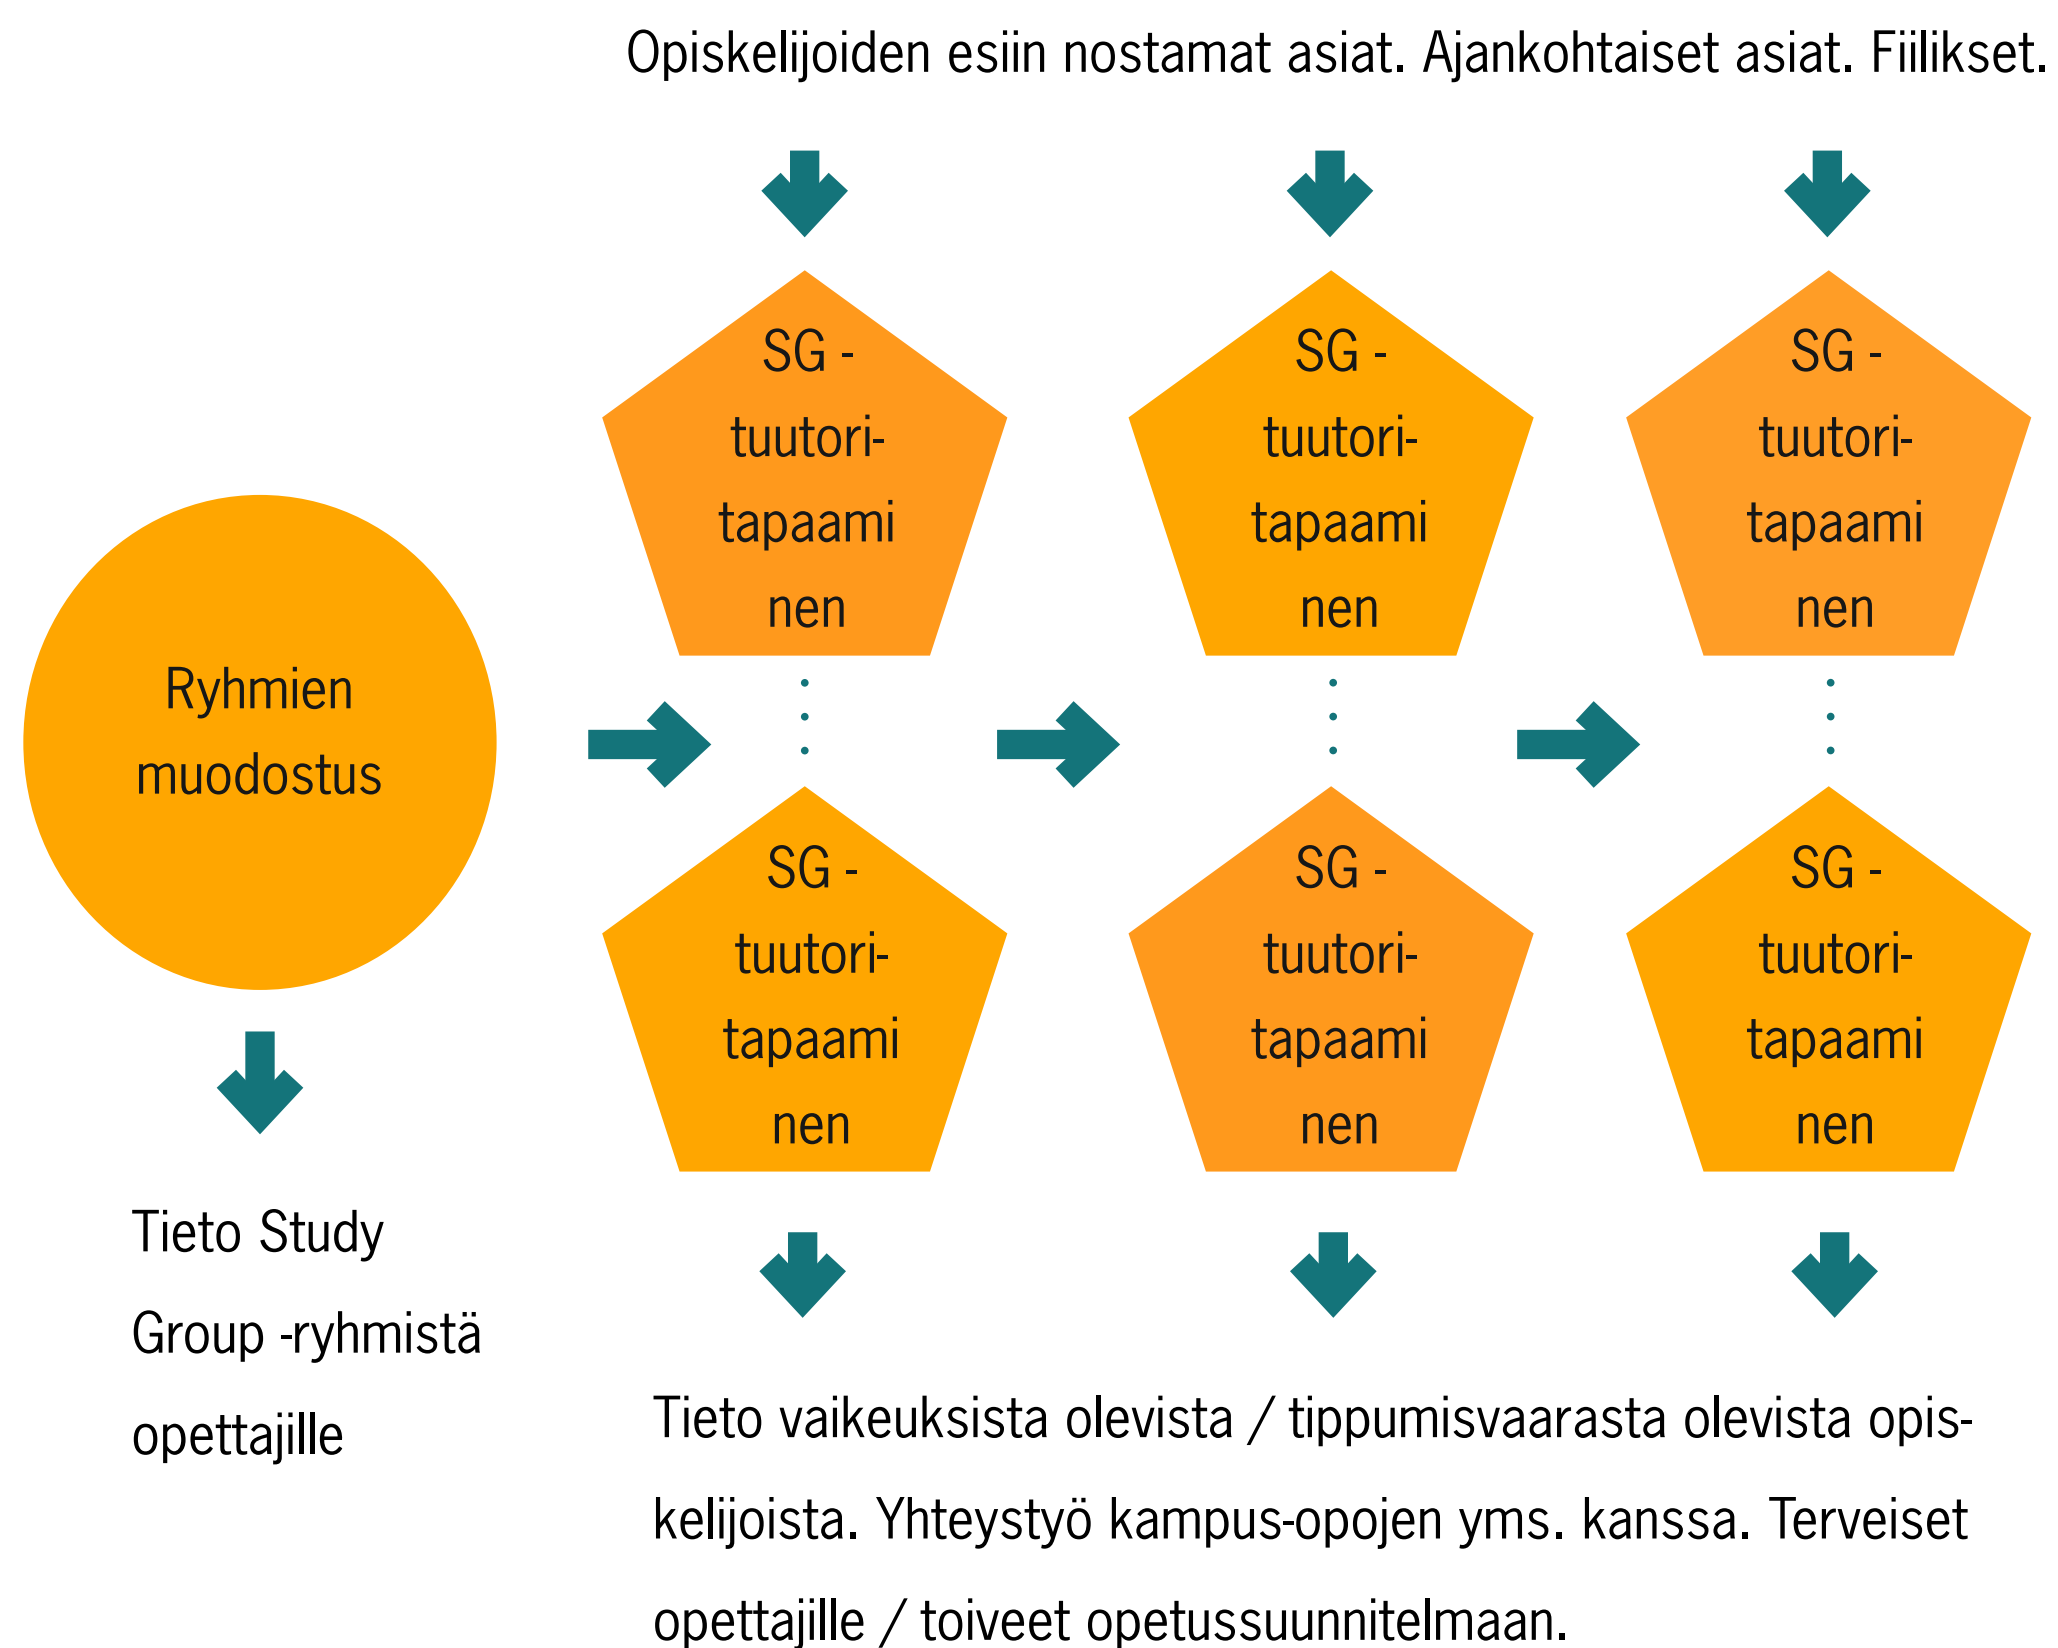 Opiskelijoiden esiin nostamat asiat. Ajankohtaiset asiat. Fiilikset.
Ryhmien
muodostus
Tieto Study
Group -ryhmistä
opettajille
SG -
tuutori-
tapaami
nen
SG -
tuutori-
tapaami
nen
SG -
tuutori-
tapaami
nen
SG -
tuutori-
tapaami
nen
SG -
tuutori-
tapaami
nen
SG -
tuutori-
tapaami
nen
Tieto vaikeuksista olevista / tippumisvaarasta olevista opis-
kelijoista. Yhteystyö kampus-opojen yms. kanssa. Terveiset
opettajille / toiveet opetussuunnitelmaan.